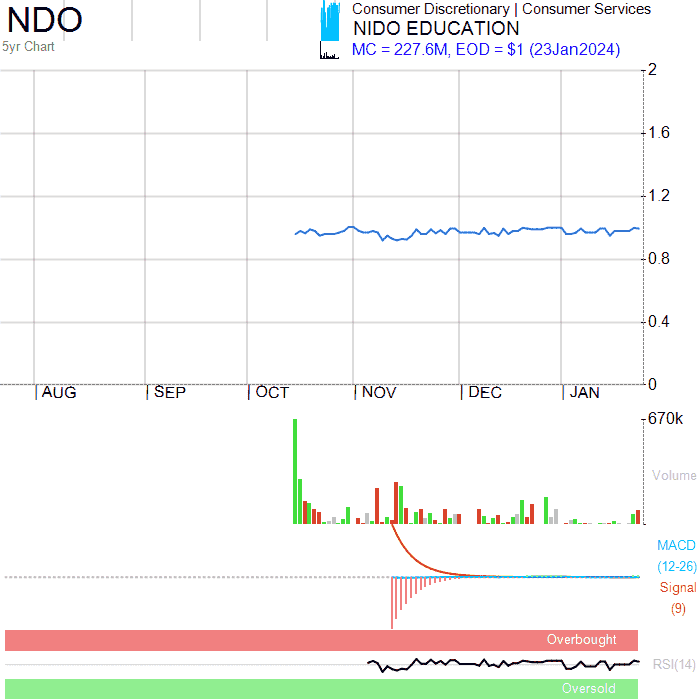 NDO
5yr Chart
Consumer Discretionary | Consumer Services
NIDO EDUCATION
MC = 227.6M, EOD = $1 (23Jan2024)
2
1.6
1.2
0.8
0.4
0
AUG
SEP
OCT
NOV
DEC
JAN
670k
Volume
MACD
(12-26)
Signal
(9)
Overbought
RSI(14)
Oversold